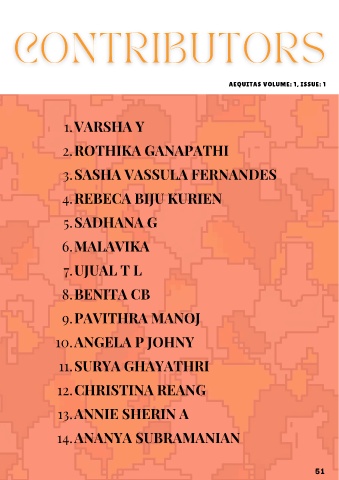 CONTRIBUTORS
AEQUITAS VOLUME: 1, ISSUE: 1
1. VARSHA Y
2. ROTHIKA GANAPATHI
3. SASHA VASSULA FERNANDES
4. REBECA BIJU KURIEN
5. SADHANA G
6. MALAVIKA
7. UJUAL T L
8. BENITA CB
9. PAVITHRA MANOJ
10. ANGELA P JOHNY
11. SURYA GHAYATHRI
12. CHRISTINA REANG
13. ANNIE SHERIN A
14. ANANYA SUBRAMANIAN
51